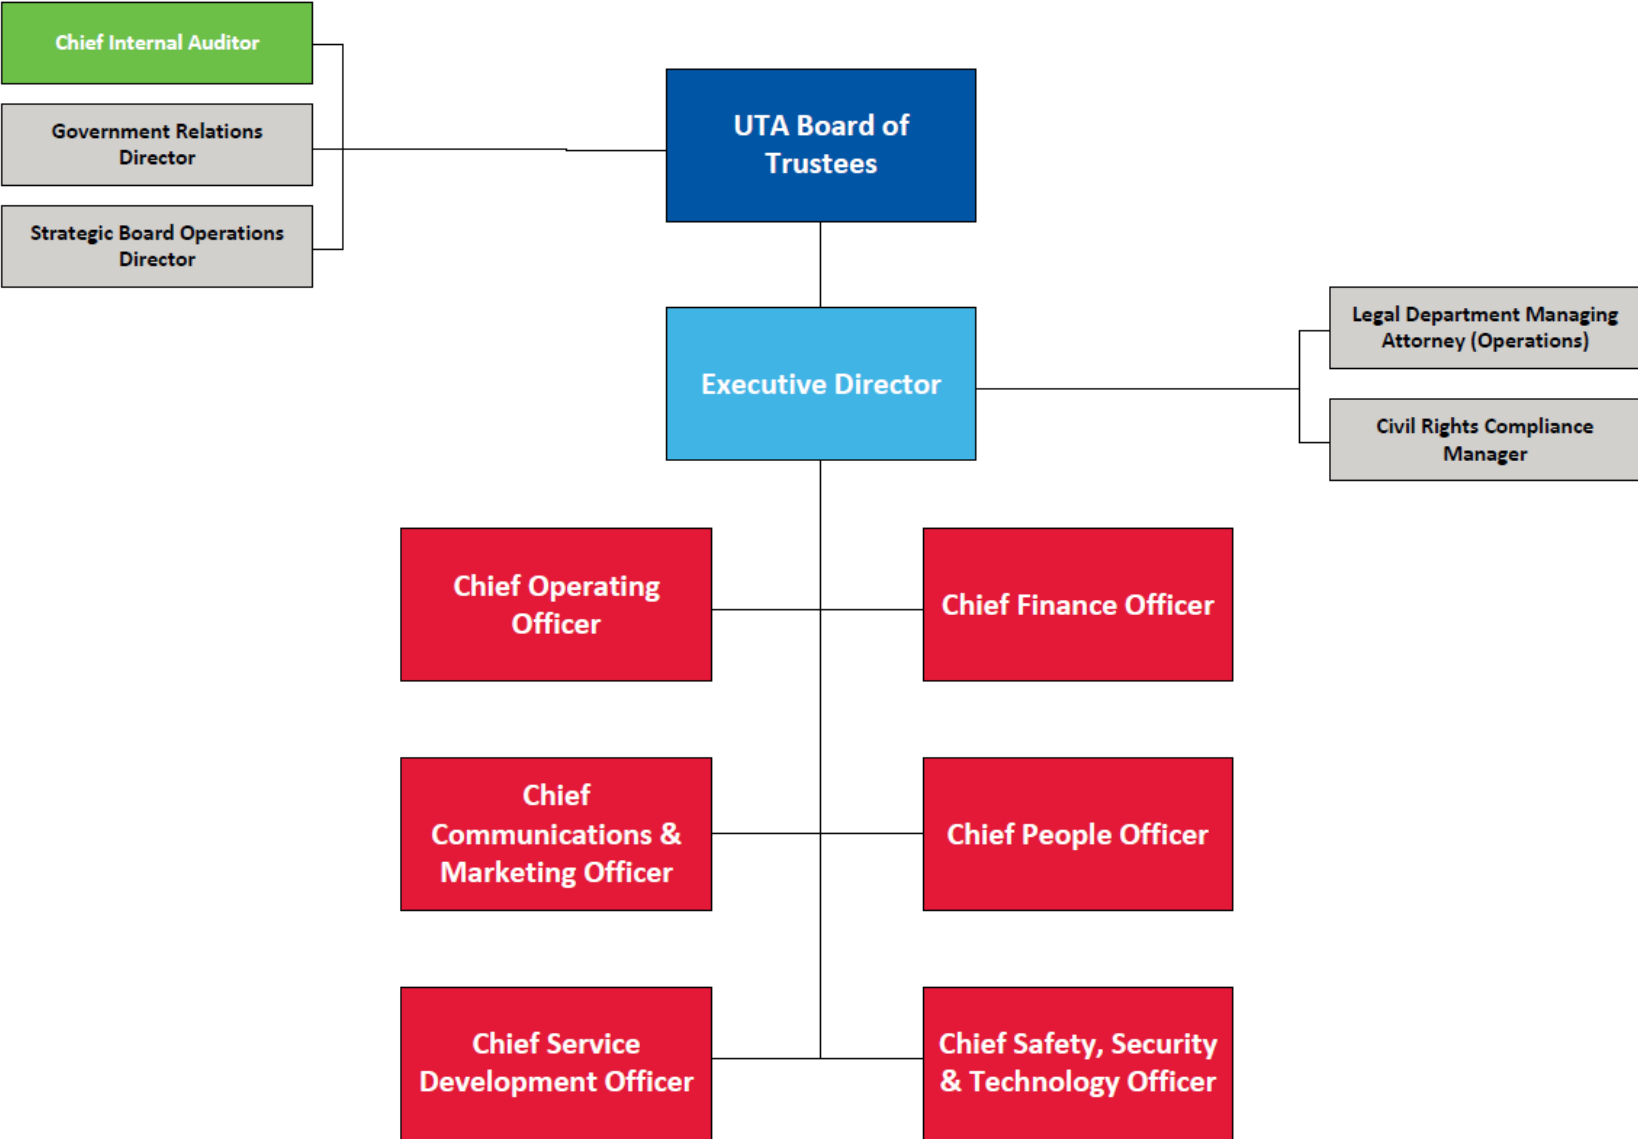 Chief Internal Auditor
Government Relations
Director
Strategic Board Operations
Director
UTA Board of
Trustees
Executive Director
Legal Department Managing
Attorney (Operations)
Civil Rights Compliance
Manager
Chief Operating
Officer
Chief Finance Officer
Chief
Communications &
Marketing Officer
Chief People Officer
Chief Service
Development Officer
Chief Safety, Security
& Technology Officer